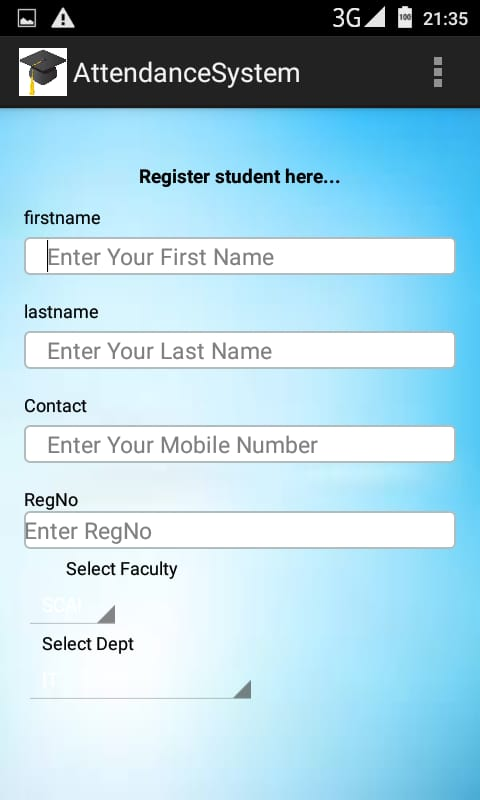 3G 100 21:35
AttendanceSystem
Register student here...
firstname
Enter Your First Name
lastname
Enter Your Last Name
Contact
Enter Your Mobile Number
RegNo
Enter RegNo
Select Faculty
Select Dept
IT